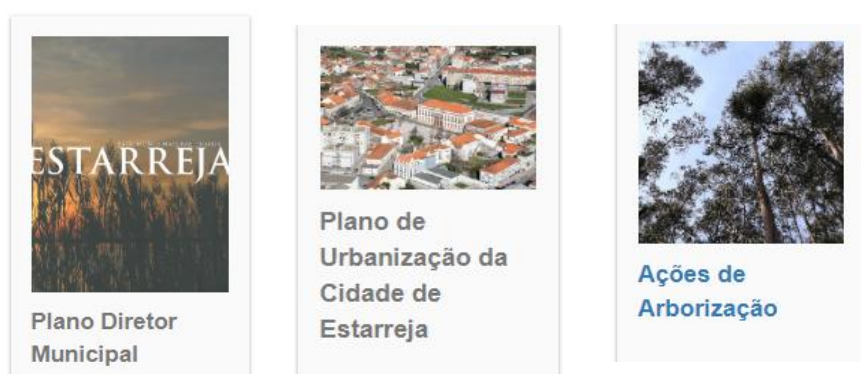 ESTARREJA
Plano Diretor
Municipal
Plano de
Urbanização da
Cidade de
Estarreja
Ações de
Arborização